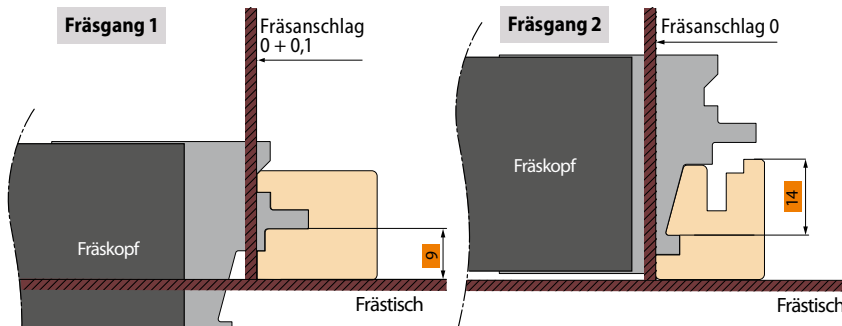 Fräsgang 1
Fräsanschlag
0 + 0,1
Fräskopf
9
Frästisch
Fräsgang 2
Fräsanschlag 0
Fräskopf
14
Frästisch